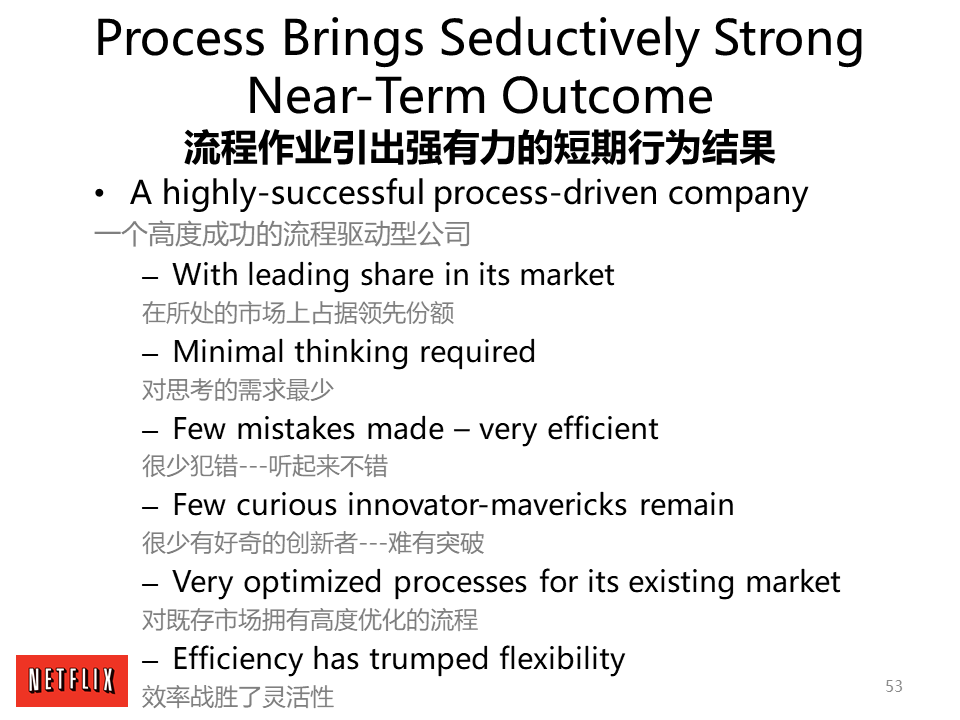 Process Brings Seductively Strong
Near-Term Outcome
流程作业引出强有力的短期行为结果
• A highly-successful process-driven company
一个高度成功的流程驱动型公司
– With leading share in its market
在所处的市场上占据领先份额
– Minimal thinking required
对思考的需求最少
– Few mistakes made – very efficient
很少犯错---听起来不错
– Few curious innovator-mavericks remain
很少有好奇的创新者---难有突破
– Very optimized processes for its existing market
对既存市场拥有高度优化的流程
– Efficiency has trumped flexibility
效率战胜了灵活性
NETFLIX
53